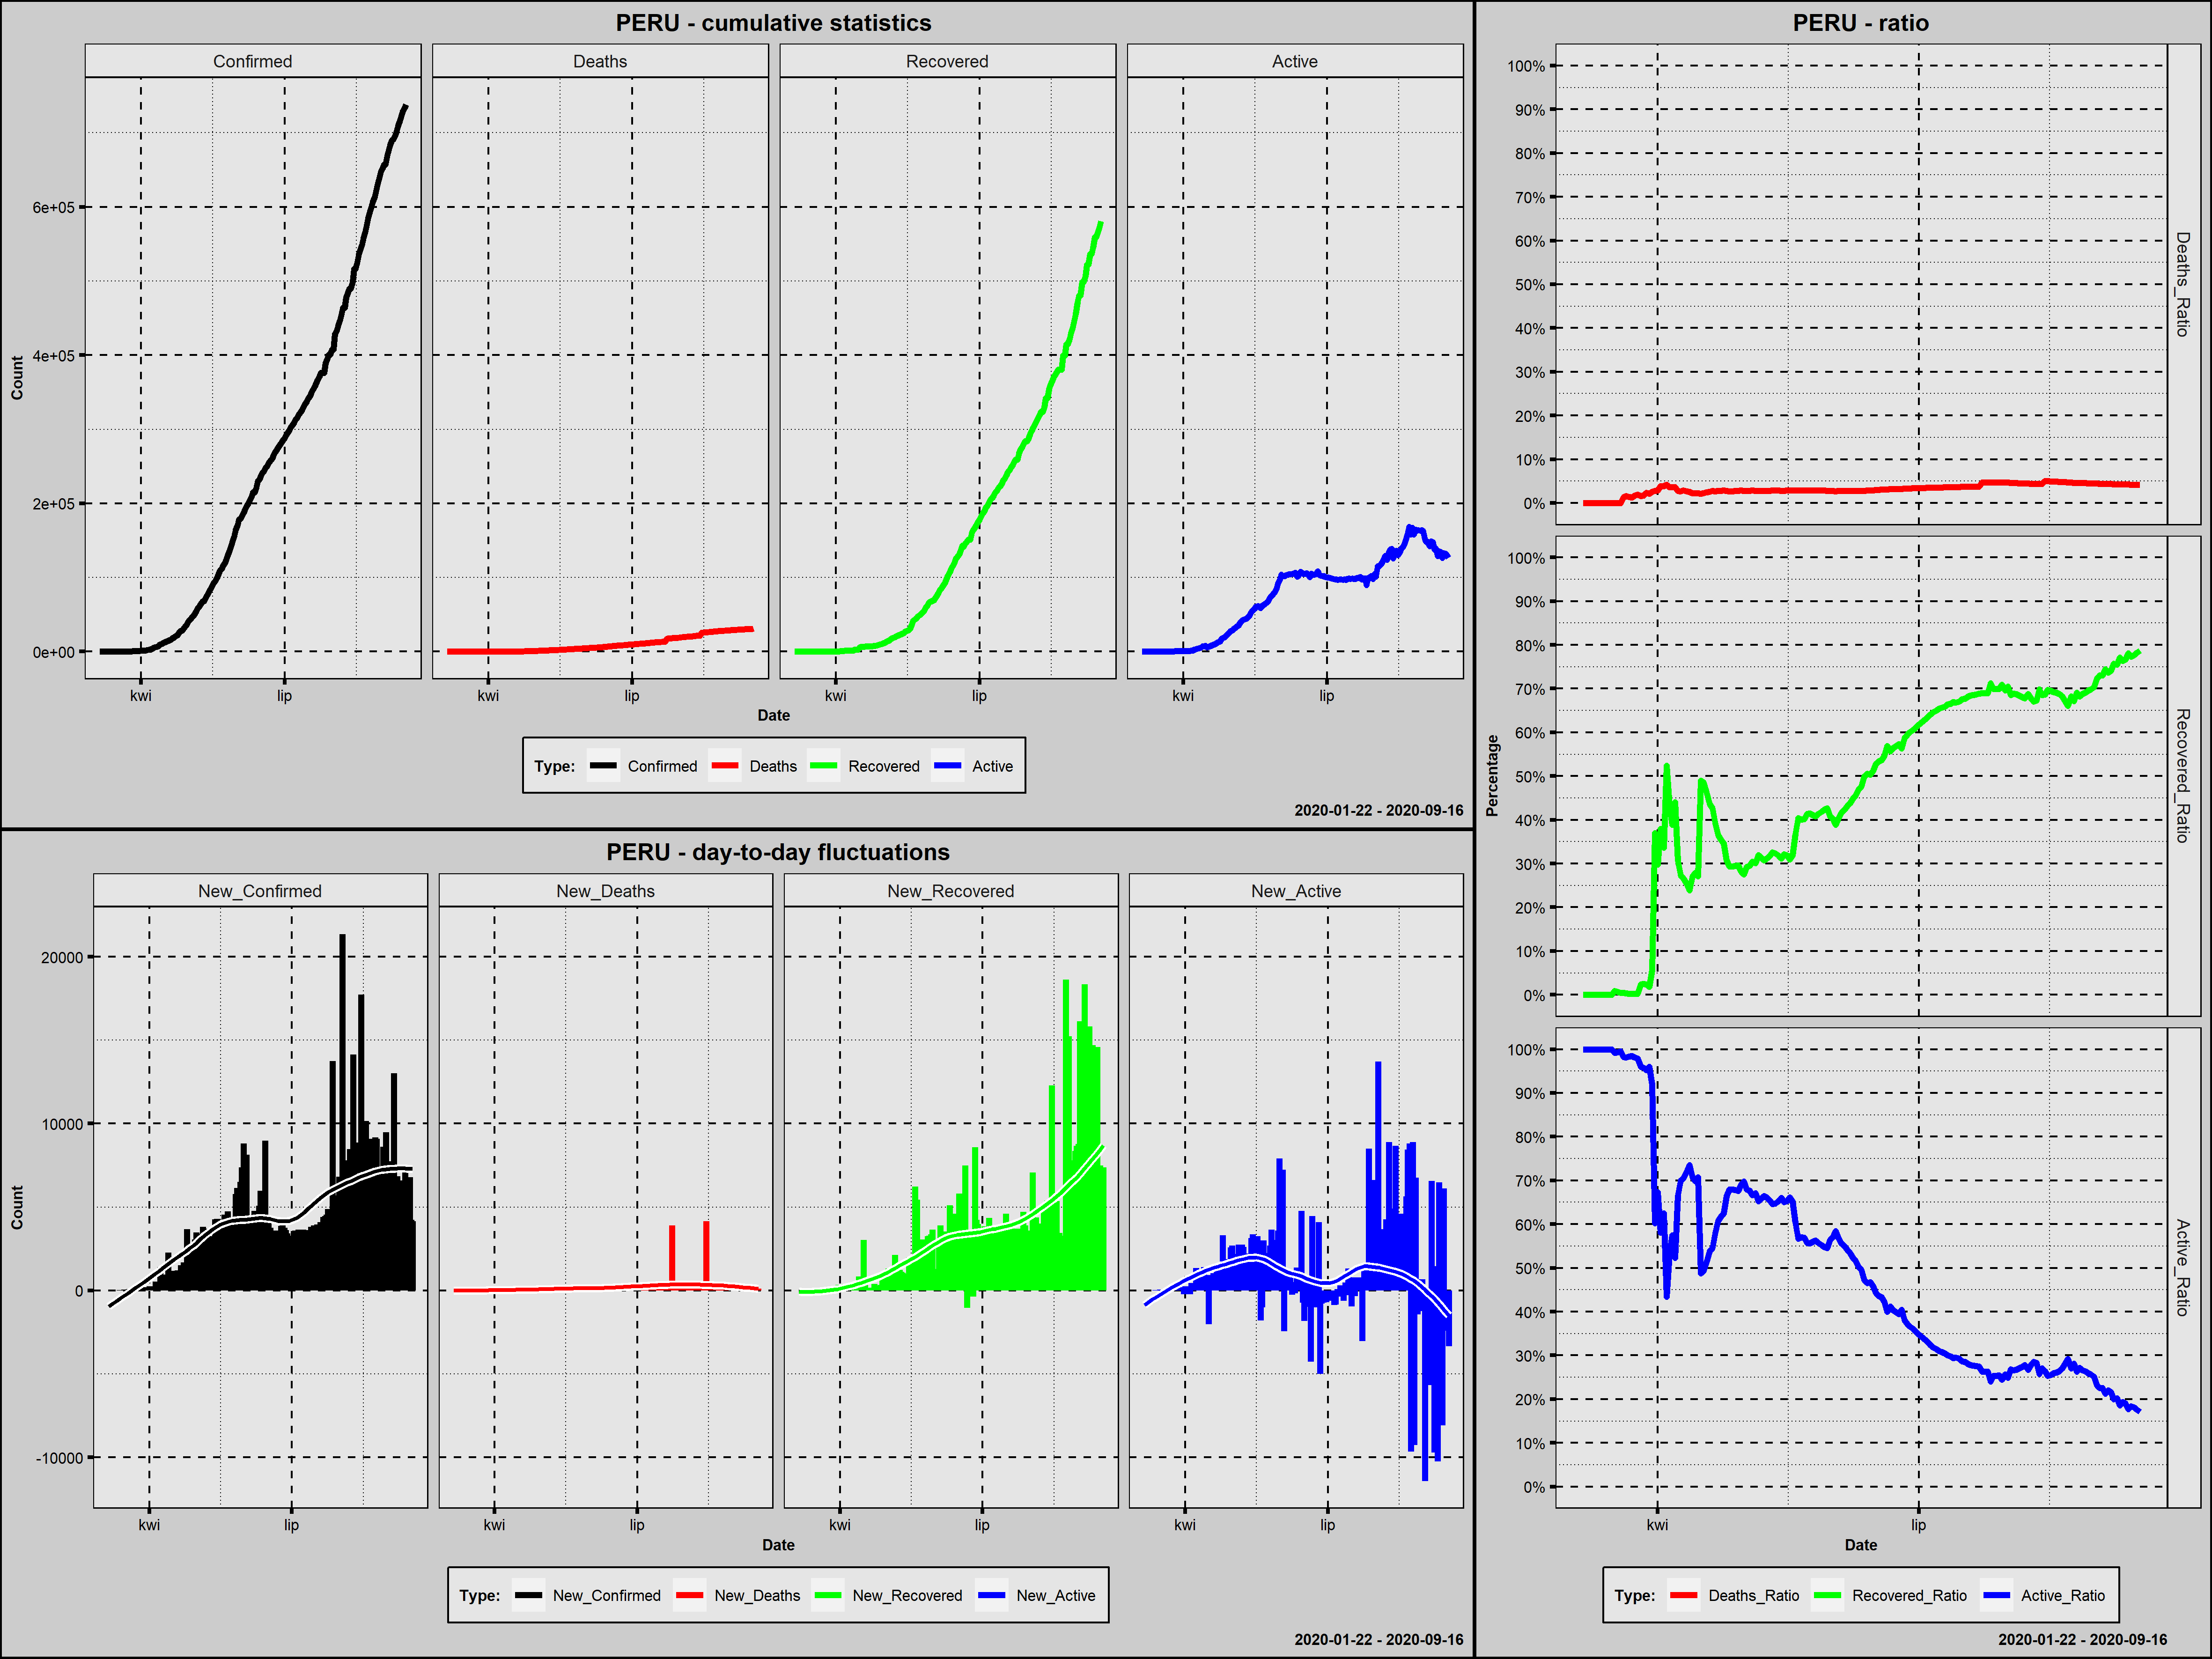 PERU - cumulative statistics
Confirmed Deaths Recovered Active
6e+05
4e+05
2e+05
0e+00
Count
kwi lip kwi lip kwi lip kwi lip
Date
Type: Confirmed Deaths Recovered Active
2020-01-22 - 2020-09-16
PERU - day-to-day fluctuations
New_Confirmed New_Deaths New_Recovered New_Active
20000
10000
0
-10000
Count
kwi lip kwi lip kwi lip kwi lip
Date
Type: New_Confirmed New_Deaths New_Recovered New_Active
2020-01-22 - 2020-09-16
PERU - ratio
100%
90%
80%
70%
60%
50%
40%
30%
20%
10%
0%
Deaths_Ratio
100%
90%
80%
70%
60%
50%
40%
30%
20%
10%
0%
Recovered_Ratio
100%
90%
80%
70%
60%
50%
40%
30%
20%
10%
0%
Active_Ratio
Percentage
kwi lip
Date
Type: Deaths_Ratio Recovered_Ratio Active_Ratio
2020-01-22 - 2020-09-16